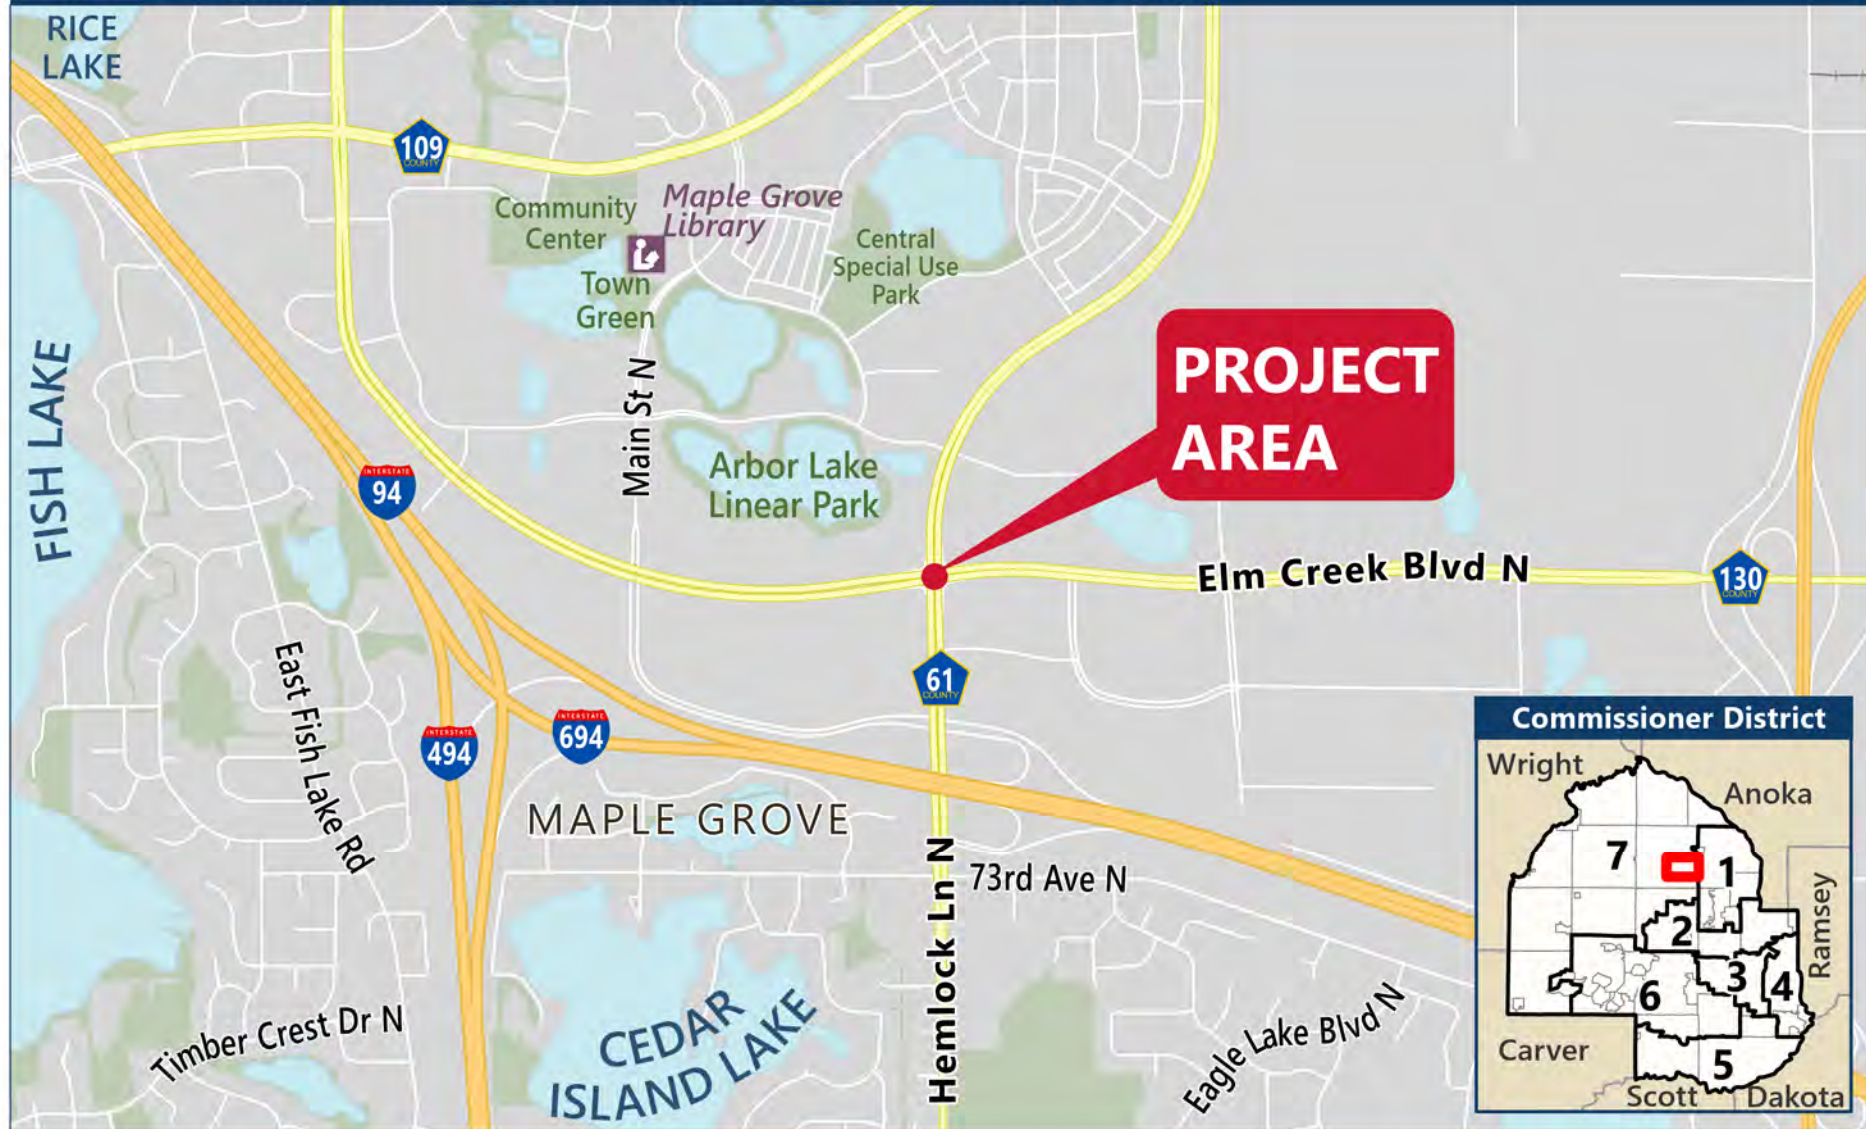 RICE
LAKE
109
COUNTY
Community
Center
Maple Grove
Library
Town
Green
Central
Special Use
Park
FISH LAKE
Main St N
PROJECT
AREA
INTERSTATE
94
Arbor Lake
Linear Park
Elm Creek Blvd N
130
COUNTY
East Fish Lake Rd
61
COUNTY
INTERSTATE
494
INTERSTATE
694
MAPLE GROVE
Hemlock Ln N
73rd Ave N
Timber Crest Dr N
CEDAR
ISLAND LAKE
Eagle Lake Blvd N
Commissioner District
Wright
Anoka
7
1
2
Ramsey
3
4
6
Carver
5
Scott
Dakota